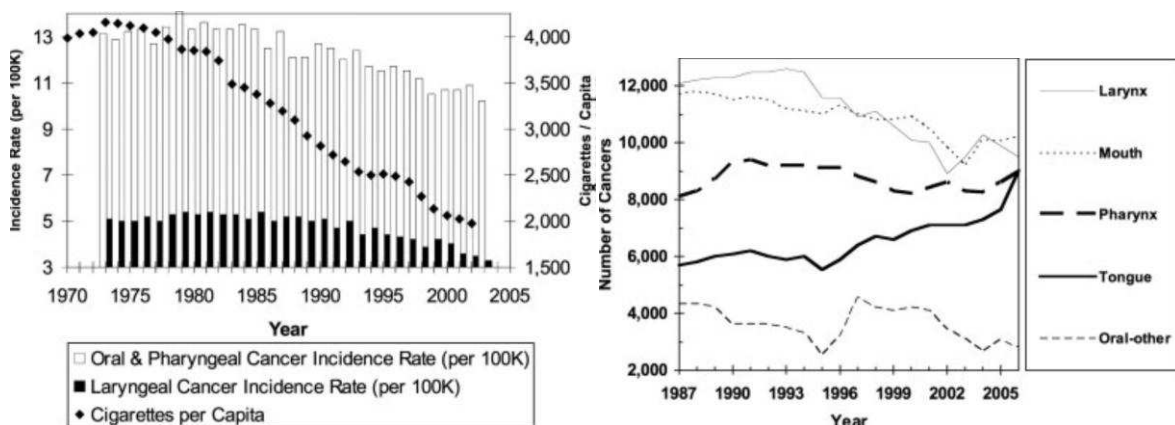 13
11
9
7
5
3
Incidence Rate (per 100K)
4,000
3,500
3,000
2,500
2,000
1,500
Cigarettes / Capita
1970 1975 1980 1985 1990 1995 2000 2005
Year
Oral & Pharyngeal Cancer Incidence Rate (per 100K)
Laryngeal Cancer Incidence Rate (per 100K)
Cigarettes per Capita
12,000
10,000
8,000
6,000
4,000
2,000
Number of Cancers
1987 1990 1993 1996 1999 2002 2005
Year
Larynx
Mouth
Pharynx
Tongue
Oral-other